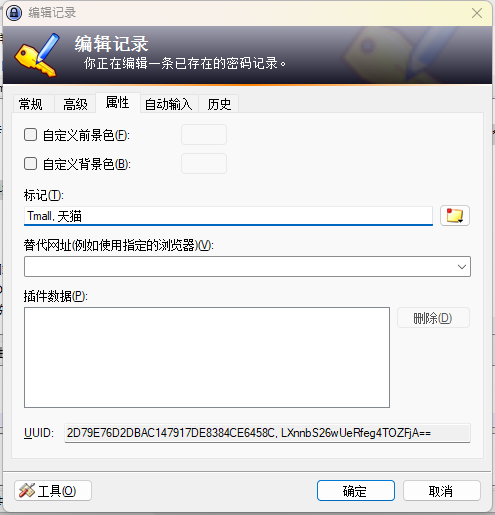 编辑记录
编辑记录
你正在编辑一条已存在的密码记录。
常规 高级 属性 自动输入 历史
自定义前景色(F):
自定义背景色(B):
标记(T):
Tmall, 天猫
替代网址(例如使用指定的浏览器)(V):
插件数据(P):
删除(D)
UUID: 2D79E76D2DBAC147917DE8384CE6458C, LXnnbS26wUeRfeg4TOZFjA==
工具(O) 确定 取消